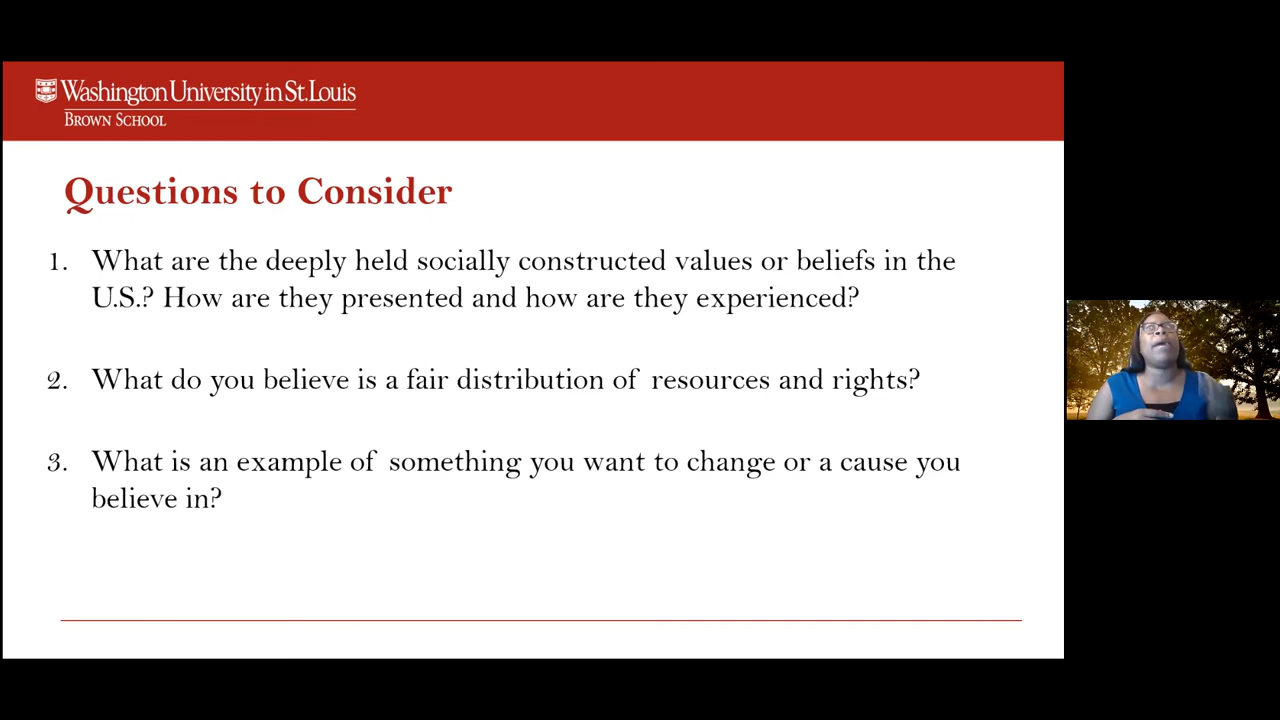 Washington University in St. Louis
BROWN SCHOOL
Questions to Consider
1. What are the deeply held socially constructed values or beliefs in the
U.S.? How are they presented and how are they experienced?
2. What do you believe is a fair distribution of resources and rights?
3. What is an example of something you want to change or a cause you
believe in?